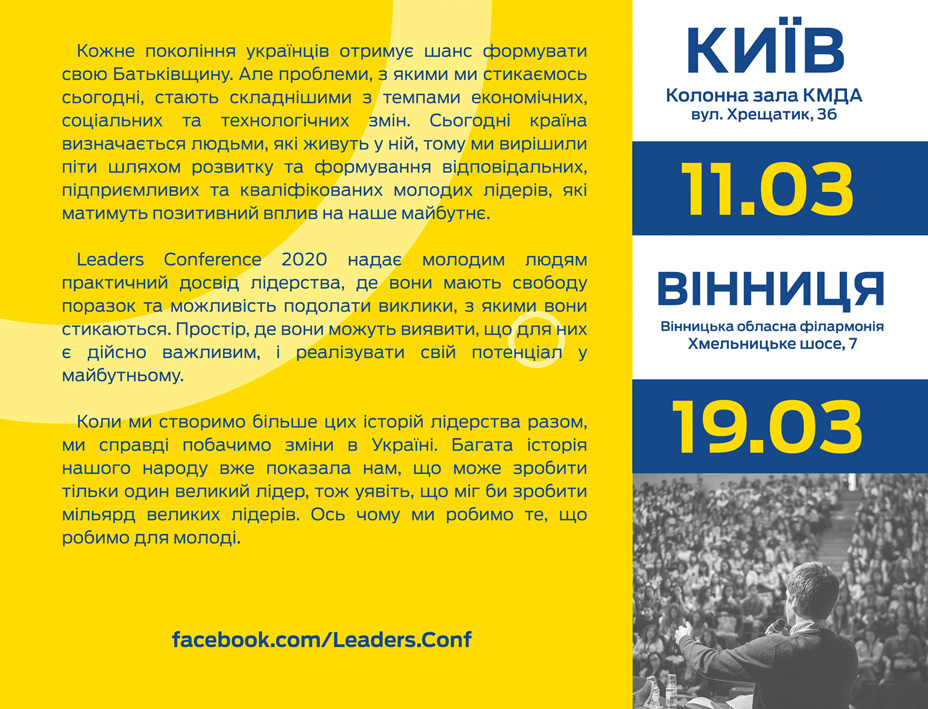 Кожне покоління українців отримує шанс формувати
свою Батьківщину. Але проблеми, з якими ми стикаємось
сьогодні, стають складнішими з темпами економічних,
соціальних та технологічних змін. Сьогодні країна
визначається людьми, які живуть у ній, тому ми вирішили
піти шляхом розвитку та формування відповідальних,
підприємливих та кваліфікованих молодих лідерів, які
матимуть позитивний вплив на наше майбутнє.
Leaders Conference 2020 надає молодим людям
практичний досвід лідерства, де вони мають свободу
поразок та можливість подолати виклики, з якими вони
стикаються. Простір, де вони можуть виявити, що для них
є дійсно важливим, і реалізувати свій потенціал у
майбутньому.
Коли ми створимо більше цих історій лідерства разом,
ми справді побачимо зміни в Україні. Багата історія
нашого народу вже показала нам, що може зробити
тільки один великий лідер, тож уявіть, що міг би зробити
мільярд великих лідерів. Ось чому ми робимо те, що
робимо для молоді.
facebook.com/Leaders.Conf
КИЇВ
Колонна зала КМДА
вул. Хрещатик, 36
11.03
ВІННИЦЯ
Вінницька обласна філармонія
Хмельницьке шосе, 7
19.03